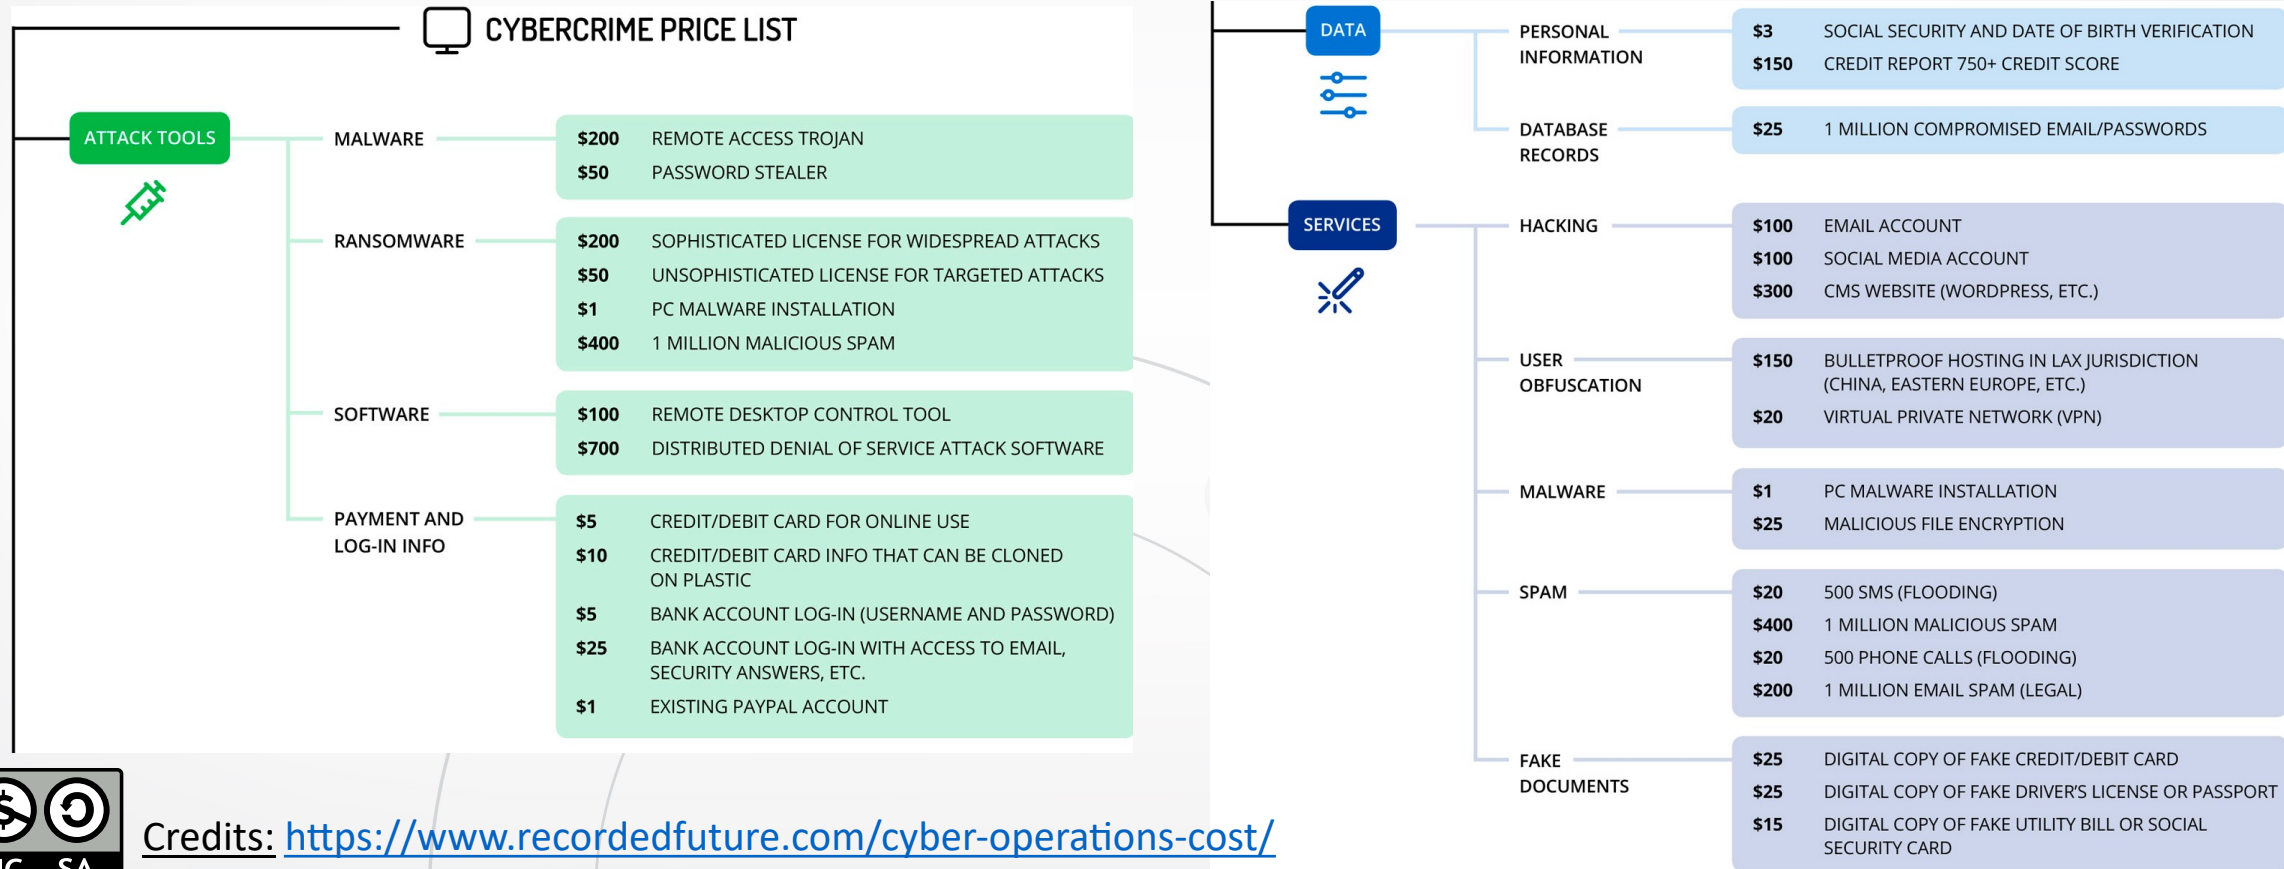 CYBERCRIME PRICE LIST
ATTACK TOOLS
MALWARE
$200 REMOTE ACCESS TROJAN
$50 PASSWORD STEALER
RANSOMWARE
$200 SOPHISTICATED LICENSE FOR WIDESPREAD ATTACKS
$50 UNSOPHISTICATED LICENSE FOR TARGETED ATTACKS
$1 PC MALWARE INSTALLATION
$400 1 MILLION MALICIOUS SPAM
SOFTWARE
$100 REMOTE DESKTOP CONTROL TOOL
$700 DISTRIBUTED DENIAL OF SERVICE ATTACK SOFTWARE
PAYMENT AND
LOG-IN INFO
$5 CREDIT/DEBIT CARD FOR ONLINE USE
$10 CREDIT/DEBIT CARD INFO THAT CAN BE CLONED
ON PLASTIC
$5 BANK ACCOUNT LOG-IN (USERNAME AND PASSWORD)
$25 BANK ACCOUNT LOG-IN WITH ACCESS TO EMAIL,
SECURITY ANSWERS, ETC.
$1 EXISTING PAYPAL ACCOUNT
DATA
PERSONAL
INFORMATION
$3 SOCIAL SECURITY AND DATE OF BIRTH VERIFICATION
$150 CREDIT REPORT 750+ CREDIT SCORE
DATABASE
RECORDS
$25 1 MILLION COMPROMISED EMAIL/PASSWORDS
SERVICES
HACKING
$100 EMAIL ACCOUNT
$100 SOCIAL MEDIA ACCOUNT
$300 CMS WEBSITE (WORDPRESS, ETC.)
USER
OBFUSCATION
$150 BULLETPROOF HOSTING IN LAX JURISDICTION
(CHINA, EASTERN EUROPE, ETC.)
$20 VIRTUAL PRIVATE NETWORK (VPN)
MALWARE
$1 PC MALWARE INSTALLATION
$25 MALICIOUS FILE ENCRYPTION
SPAM
$20 500 SMS (FLOODING)
$400 1 MILLION MALICIOUS SPAM
$20 500 PHONE CALLS (FLOODING)
$200 1 MILLION EMAIL SPAM (LEGAL)
FAKE
DOCUMENTS
$25 DIGITAL COPY OF FAKE CREDIT/DEBIT CARD
$25 DIGITAL COPY OF FAKE DRIVER'S LICENSE OR PASSPORT
$15 DIGITAL COPY OF FAKE UTILITY BILL OR SOCIAL
SECURITY CARD
Credits: https://www.recordedfuture.com/cyber-operations-cost/